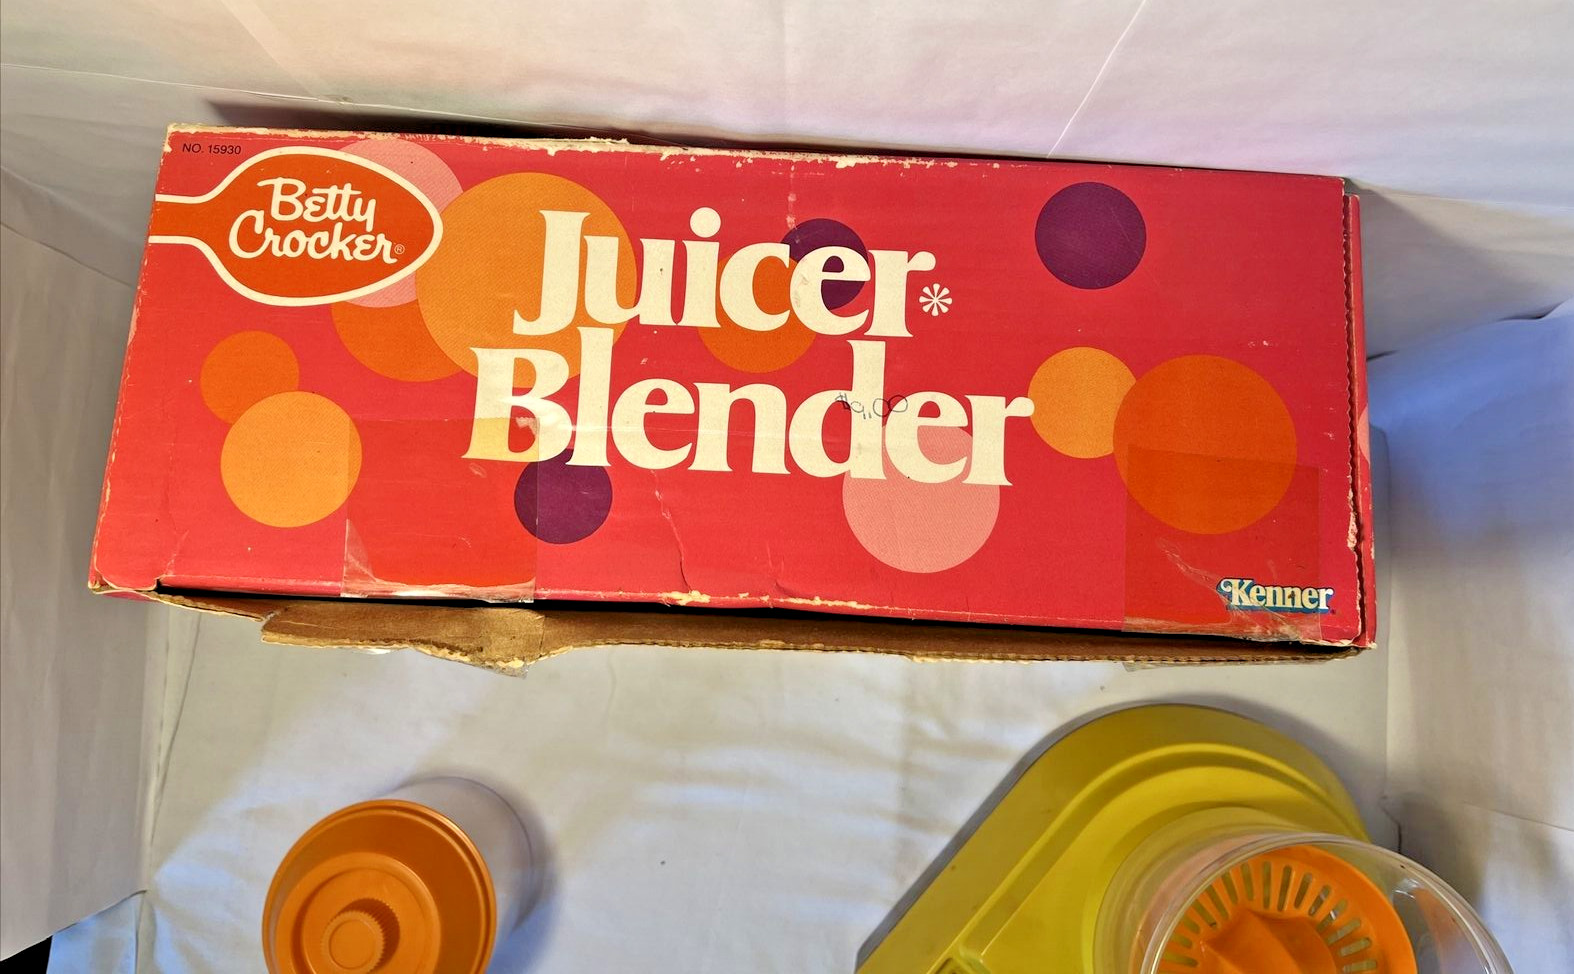 NO. 15930
Betty
Crocker®
Juicer*
Blender
Kenner